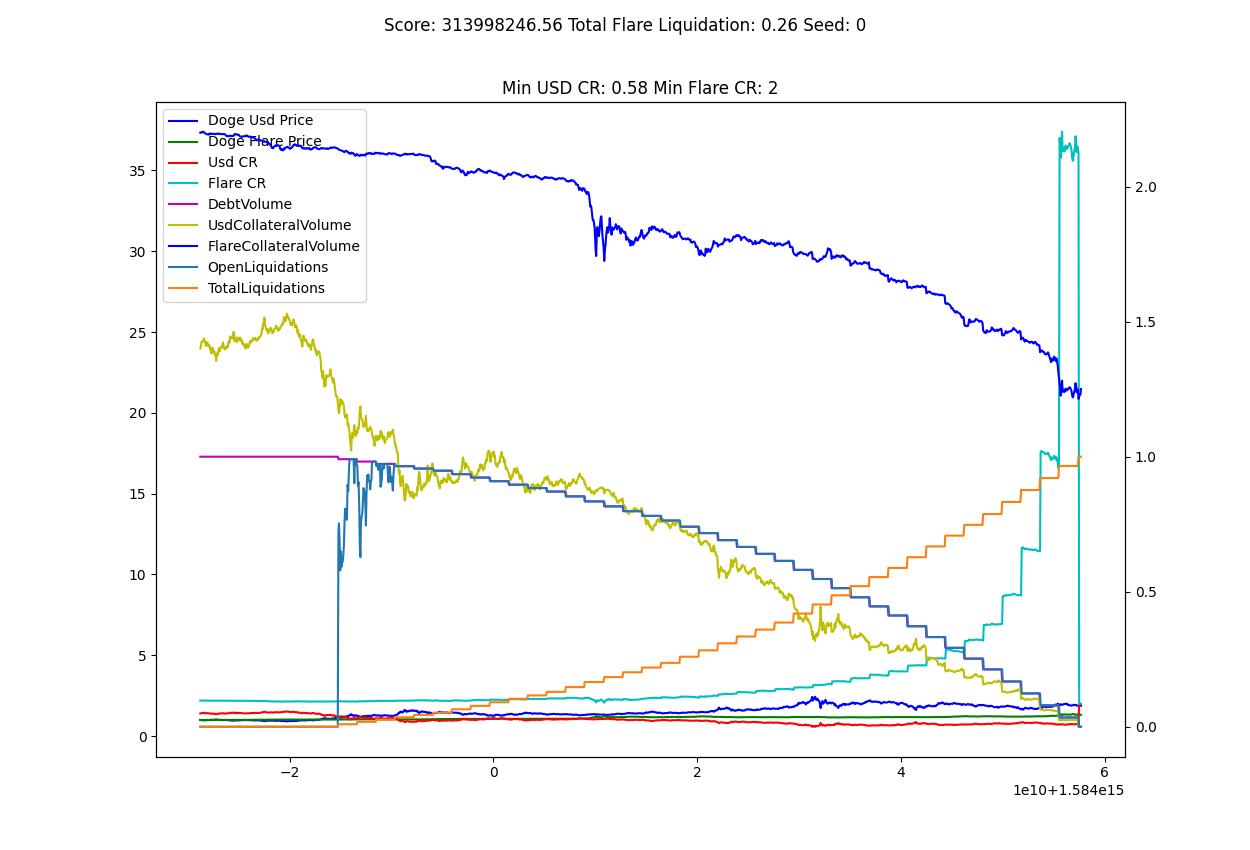 Score: 313998246.56 Total Flare Liquidation: 0.26 Seed: 0
Min USD CR: 0.58 Min Flare CR: 2
Doge Usd Price
Doge Flare Price
Usd CR
Flare CR
DebtVolume
UsdCollateralVolume
FlareCollateralVolume
OpenLiquidations
TotalLiquidations
35
30
25
20
15
10
5
0
2.0
1.5
1.0
0.5
0.0
−2 0 2 4 6
1e10+1.584e15